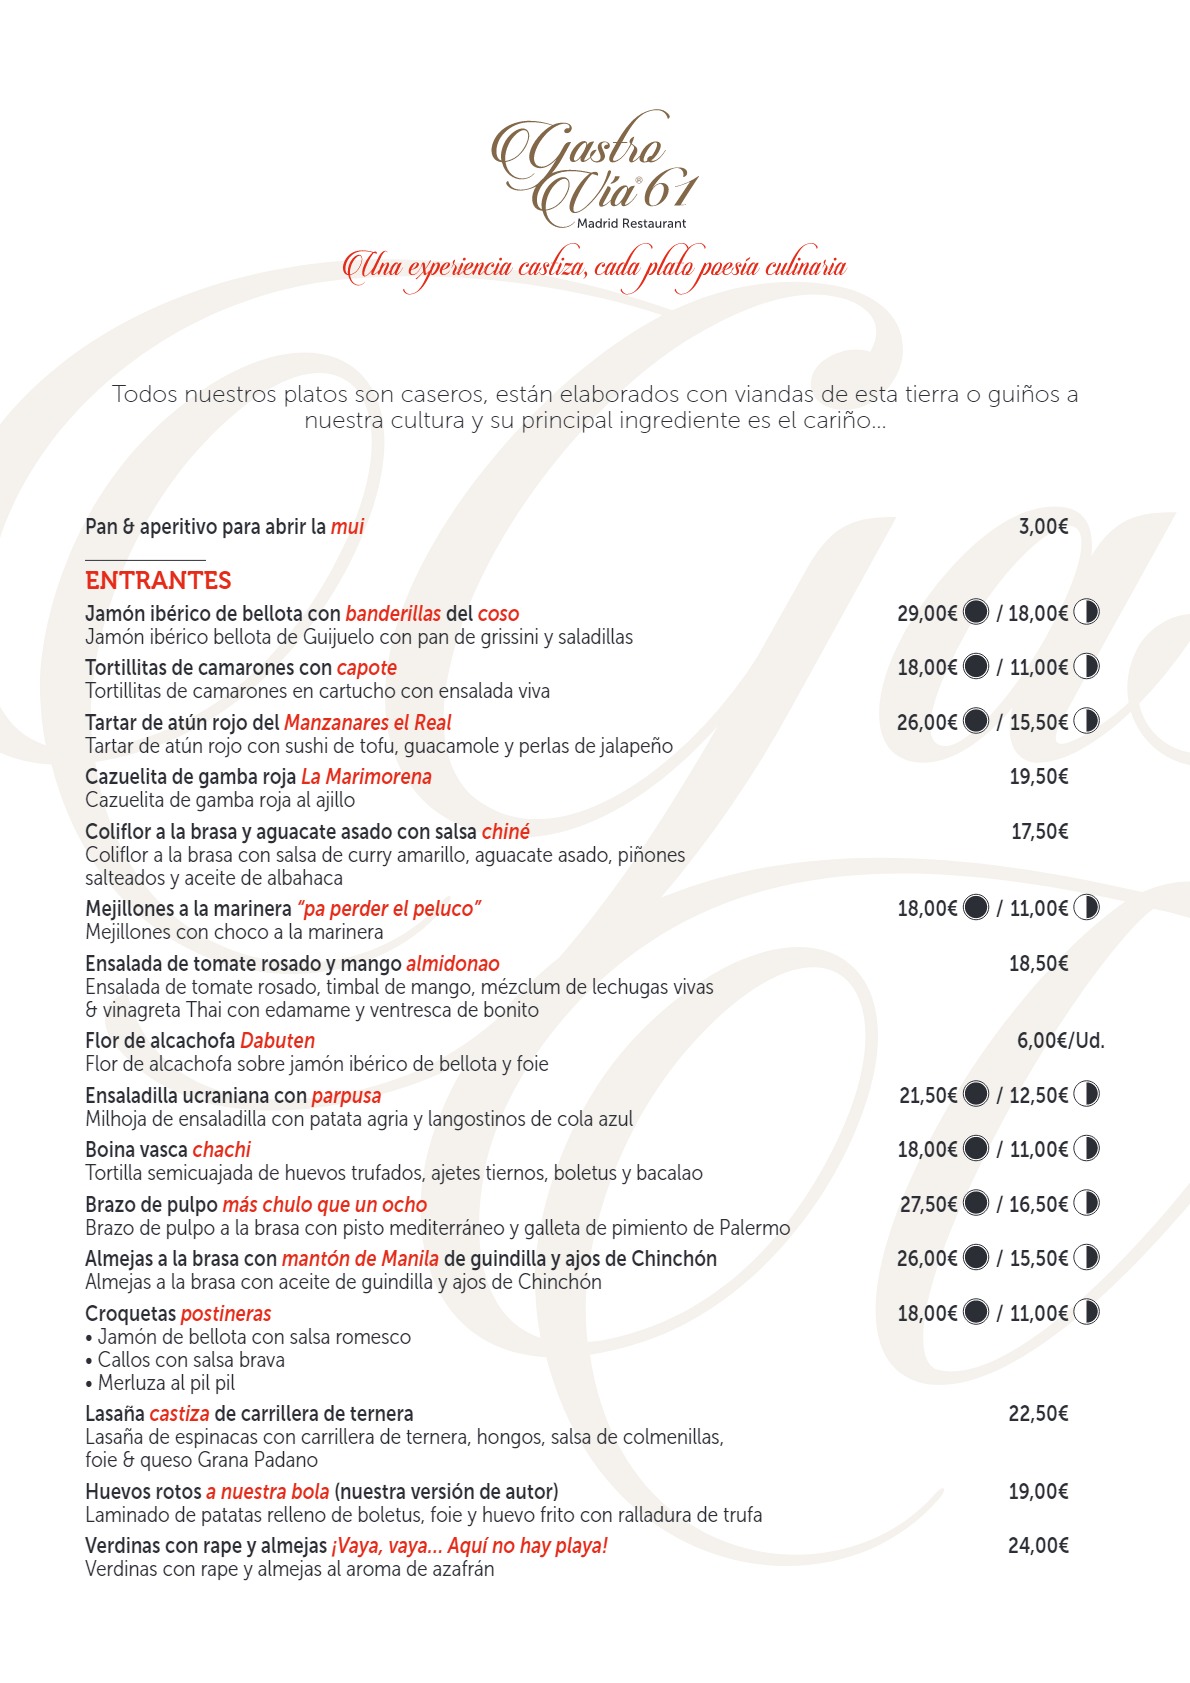 Gastro
Vía® 61
Madrid Restaurant
Una experiencia castiza, cada plato poesía culinaria
Todos nuestros platos son caseros, están elaborados con viandas de esta tierra o guiños a
nuestra cultura y su principal ingrediente es el cariño...
Pan & aperitivo para abrir la mui 3,00€
ENTRANTES
Jamón ibérico de bellota con banderillas del coso 29,00€ / 18,00€
Jamón ibérico bellota de Guijuelo con pan de grissini y saladillas
Tortillitas de camarones con capote 18,00€ / 11,00€
Tortillitas de camarones en cartucho con ensalada viva
Tartar de atún rojo del Manzanares el Real 26,00€ / 15,50€
Tartar de atún rojo con sushi de tofu, guacamole y perlas de jalapeño
Cazuelita de gamba roja La Marimorena 19,50€
Cazuelita de gamba roja al ajillo
Coliflor a la brasa y aguacate asado con salsa chiné 17,50€
Coliflor a la brasa con salsa de curry amarillo, aguacate asado, piñones
salteados y aceite de albahaca
Mejillones a la marinera “pa perder el peluco” 18,00€ / 11,00€
Mejillones con choco a la marinera
Ensalada de tomate rosado y mango almidonao 18,50€
Ensalada de tomate rosado, timbal de mango, mézclum de lechugas vivas
& vinagreta Thai con edamame y ventresca de bonito
Flor de alcachofa Dabuten 6,00€/Ud.
Flor de alcachofa sobre jamón ibérico de bellota y foie
Ensaladilla ucraniana con parpusa 21,50€ / 12,50€
Milhoja de ensaladilla con patata agria y langostinos de cola azul
Boina vasca chachi 18,00€ / 11,00€
Tortilla semicuajada de huevos trufados, ajetes tiernos, boletus y bacalao
Brazo de pulpo más chulo que un ocho 27,50€ / 16,50€
Brazo de pulpo a la brasa con pisto mediterráneo y galleta de pimiento de Palermo
Almejas a la brasa con mantón de Manila de guindilla y ajos de Chinchón 26,00€ / 15,50€
Almejas a la brasa con aceite de guindilla y ajos de Chinchón
Croquetas postineras 18,00€ / 11,00€
• Jamón de bellota con salsa romesco
• Callos con salsa brava
• Merluza al pil pil
Lasaña castiza de carrillera de ternera 22,50€
Lasaña de espinacas con carrillera de ternera, hongos, salsa de colmenillas,
foie & queso Grana Padano
Huevos rotos a nuestra bola (nuestra versión de autor) 19,00€
Laminado de patatas relleno de boletus, foie y huevo frito con ralladura de trufa
Verdinas con rape y almejas ¡Vaya, vaya... Aquí no hay playa! 24,00€
Verdinas con rape y almejas al aroma de azafrán